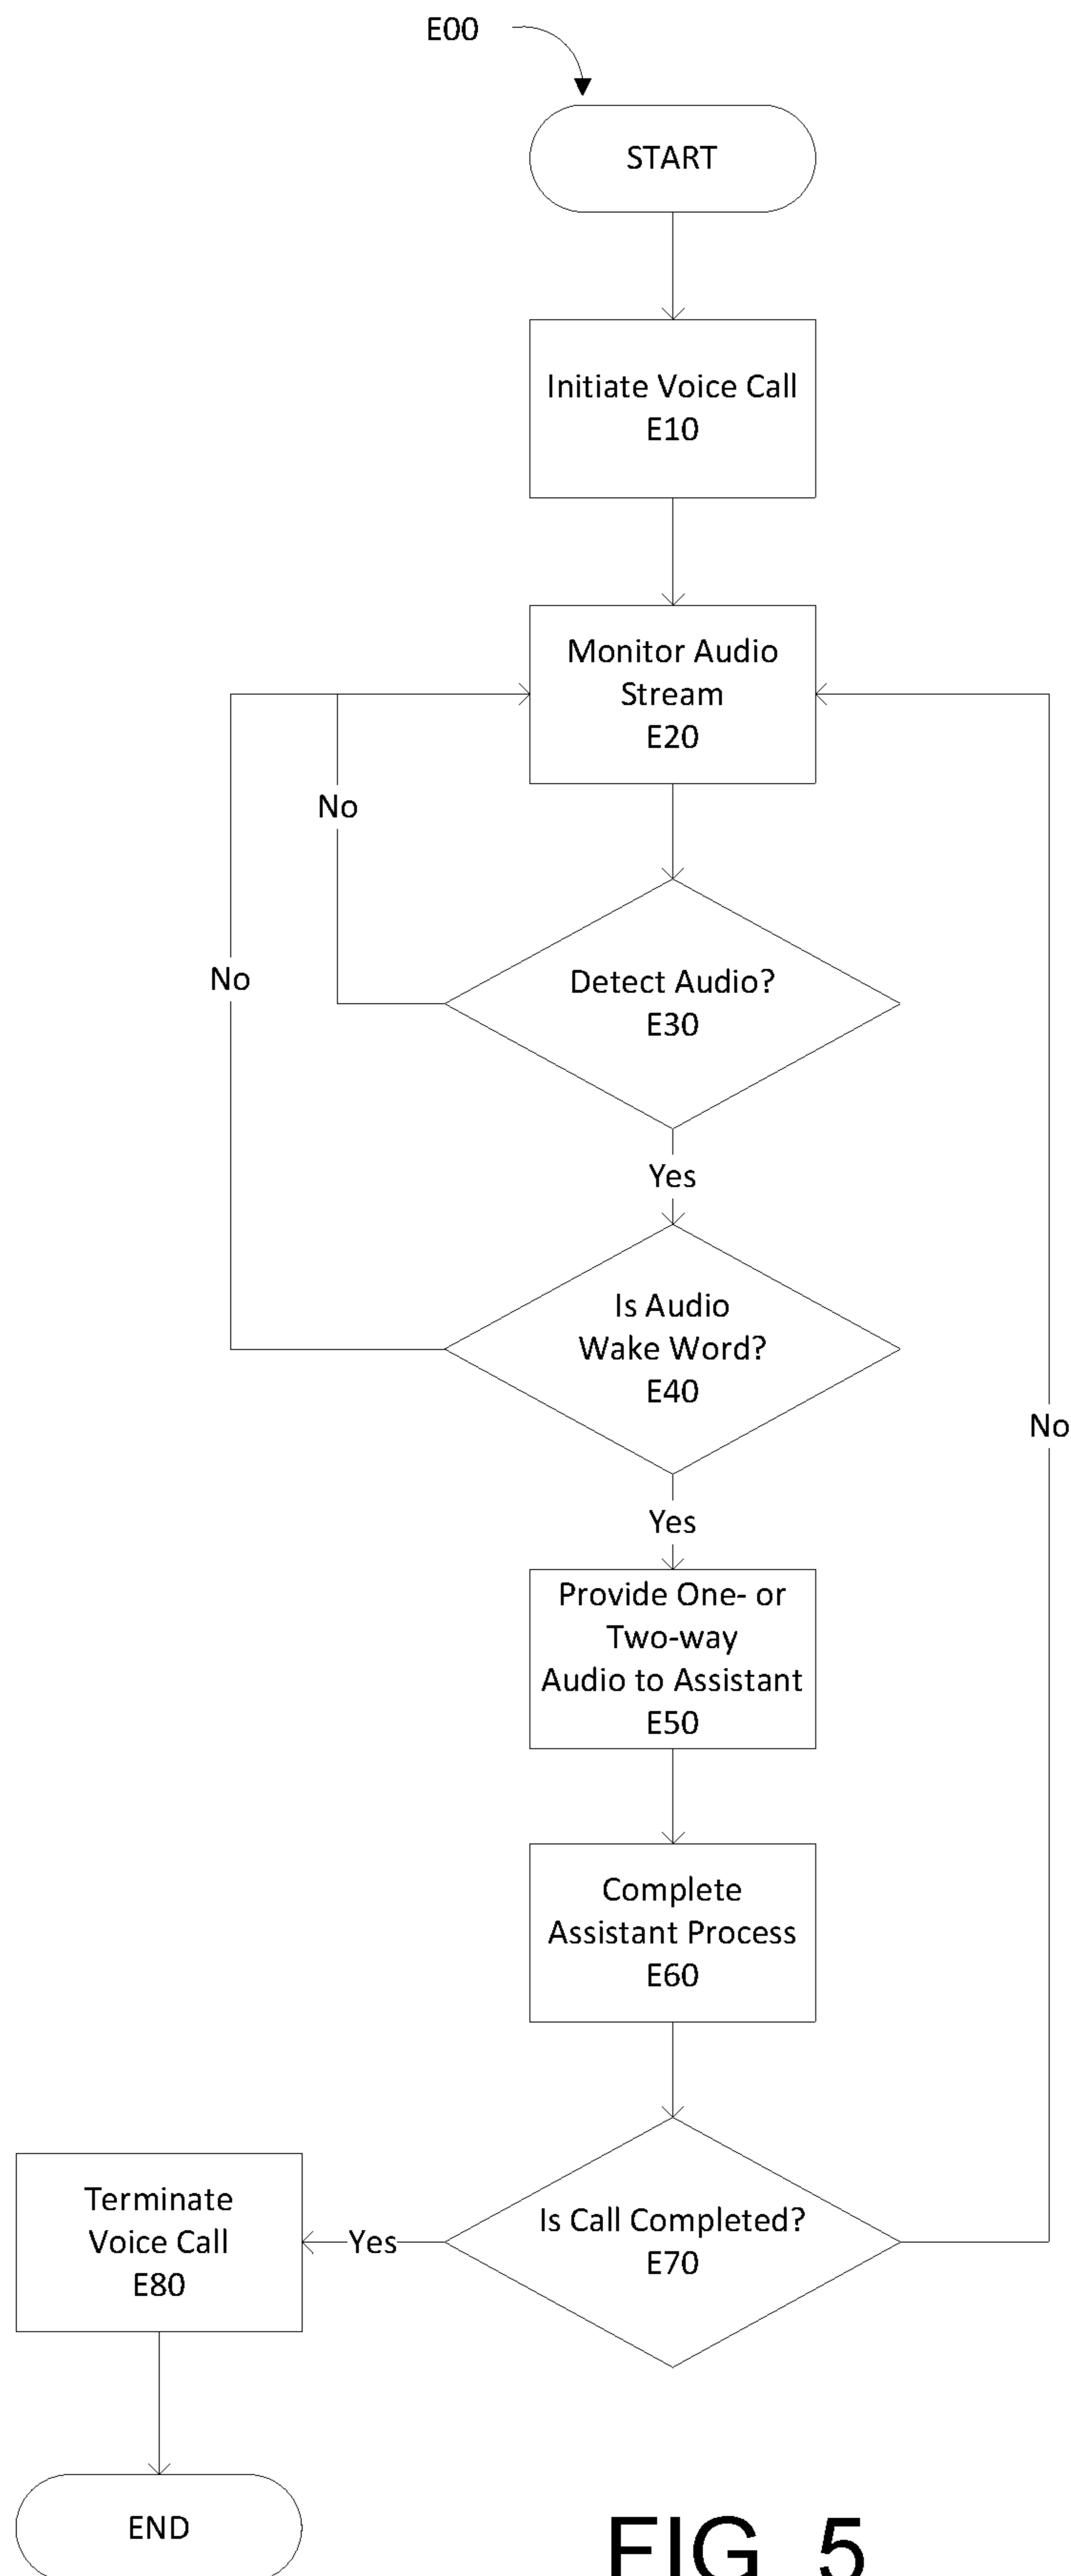 E00
START
Initiate Voice Call
E10
Monitor Audio
Stream
E20
No
No
Detect Audio?
E30
Yes
Is Audio
Wake Word?
E40
No
Yes
Provide One- or
Two-way
Audio to Assistant
E50
Complete
Assistant Process
E60
Is Call Completed?
E70
Yes
Terminate
Voice Call
E80
END
FIG. 5